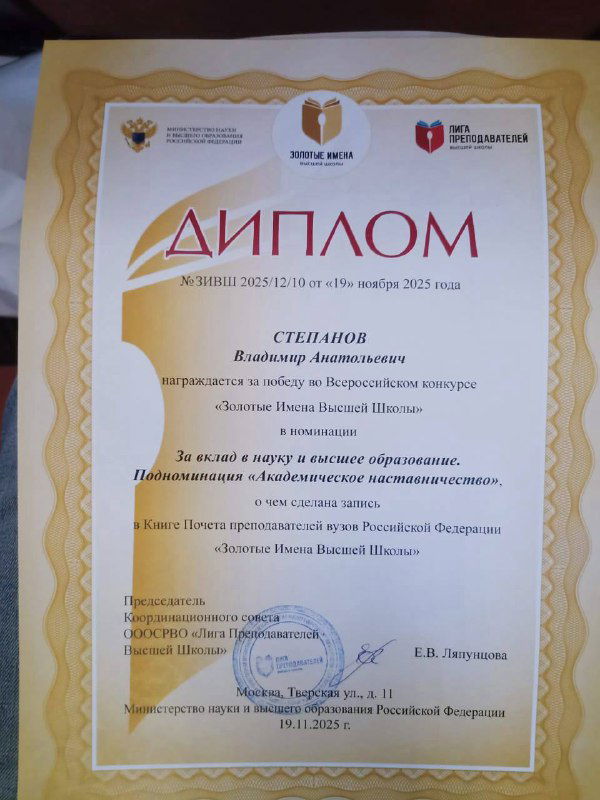 МИНИСТЕРСТВО НАУКИ
И ВЫСШЕГО ОБРАЗОВАНИЯ
РОССИЙСКОЙ ФЕДЕРАЦИИ
ЗОЛОТЫЕ ИМЕНА
ВЫСШЕЙ ШКОЛЫ
ЛИГА
ПРЕПОДАВАТЕЛЕЙ
ВЫСШЕЙ ШКОЛЫ
ДИПЛОМ
№ЗИВШ 2025/12/10 от «19» ноября 2025 года
СТЕПАНОВ
Владимир Анатольевич
награждается за победу во Всероссийском конкурсе
«Золотые Имена Высшей Школы»
в номинации
За вклад в науку и высшее образование.
Подноминация «Академическое наставничество»,
о чем сделана запись
в Книге Почета преподавателей вузов Российской Федерации
«Золотые Имена Высшей Школы»
Председатель
Координационного совета
ОООСРВО «Лига Преподавателей
Высшей Школы»
ЛИГА
ПРЕПОДАВАТЕЛЕЙ
Е.В. Ляпунцова
Москва, Тверская ул., д. 11
Министерство науки и высшего образования Российской Федерации
19.11.2025 г.